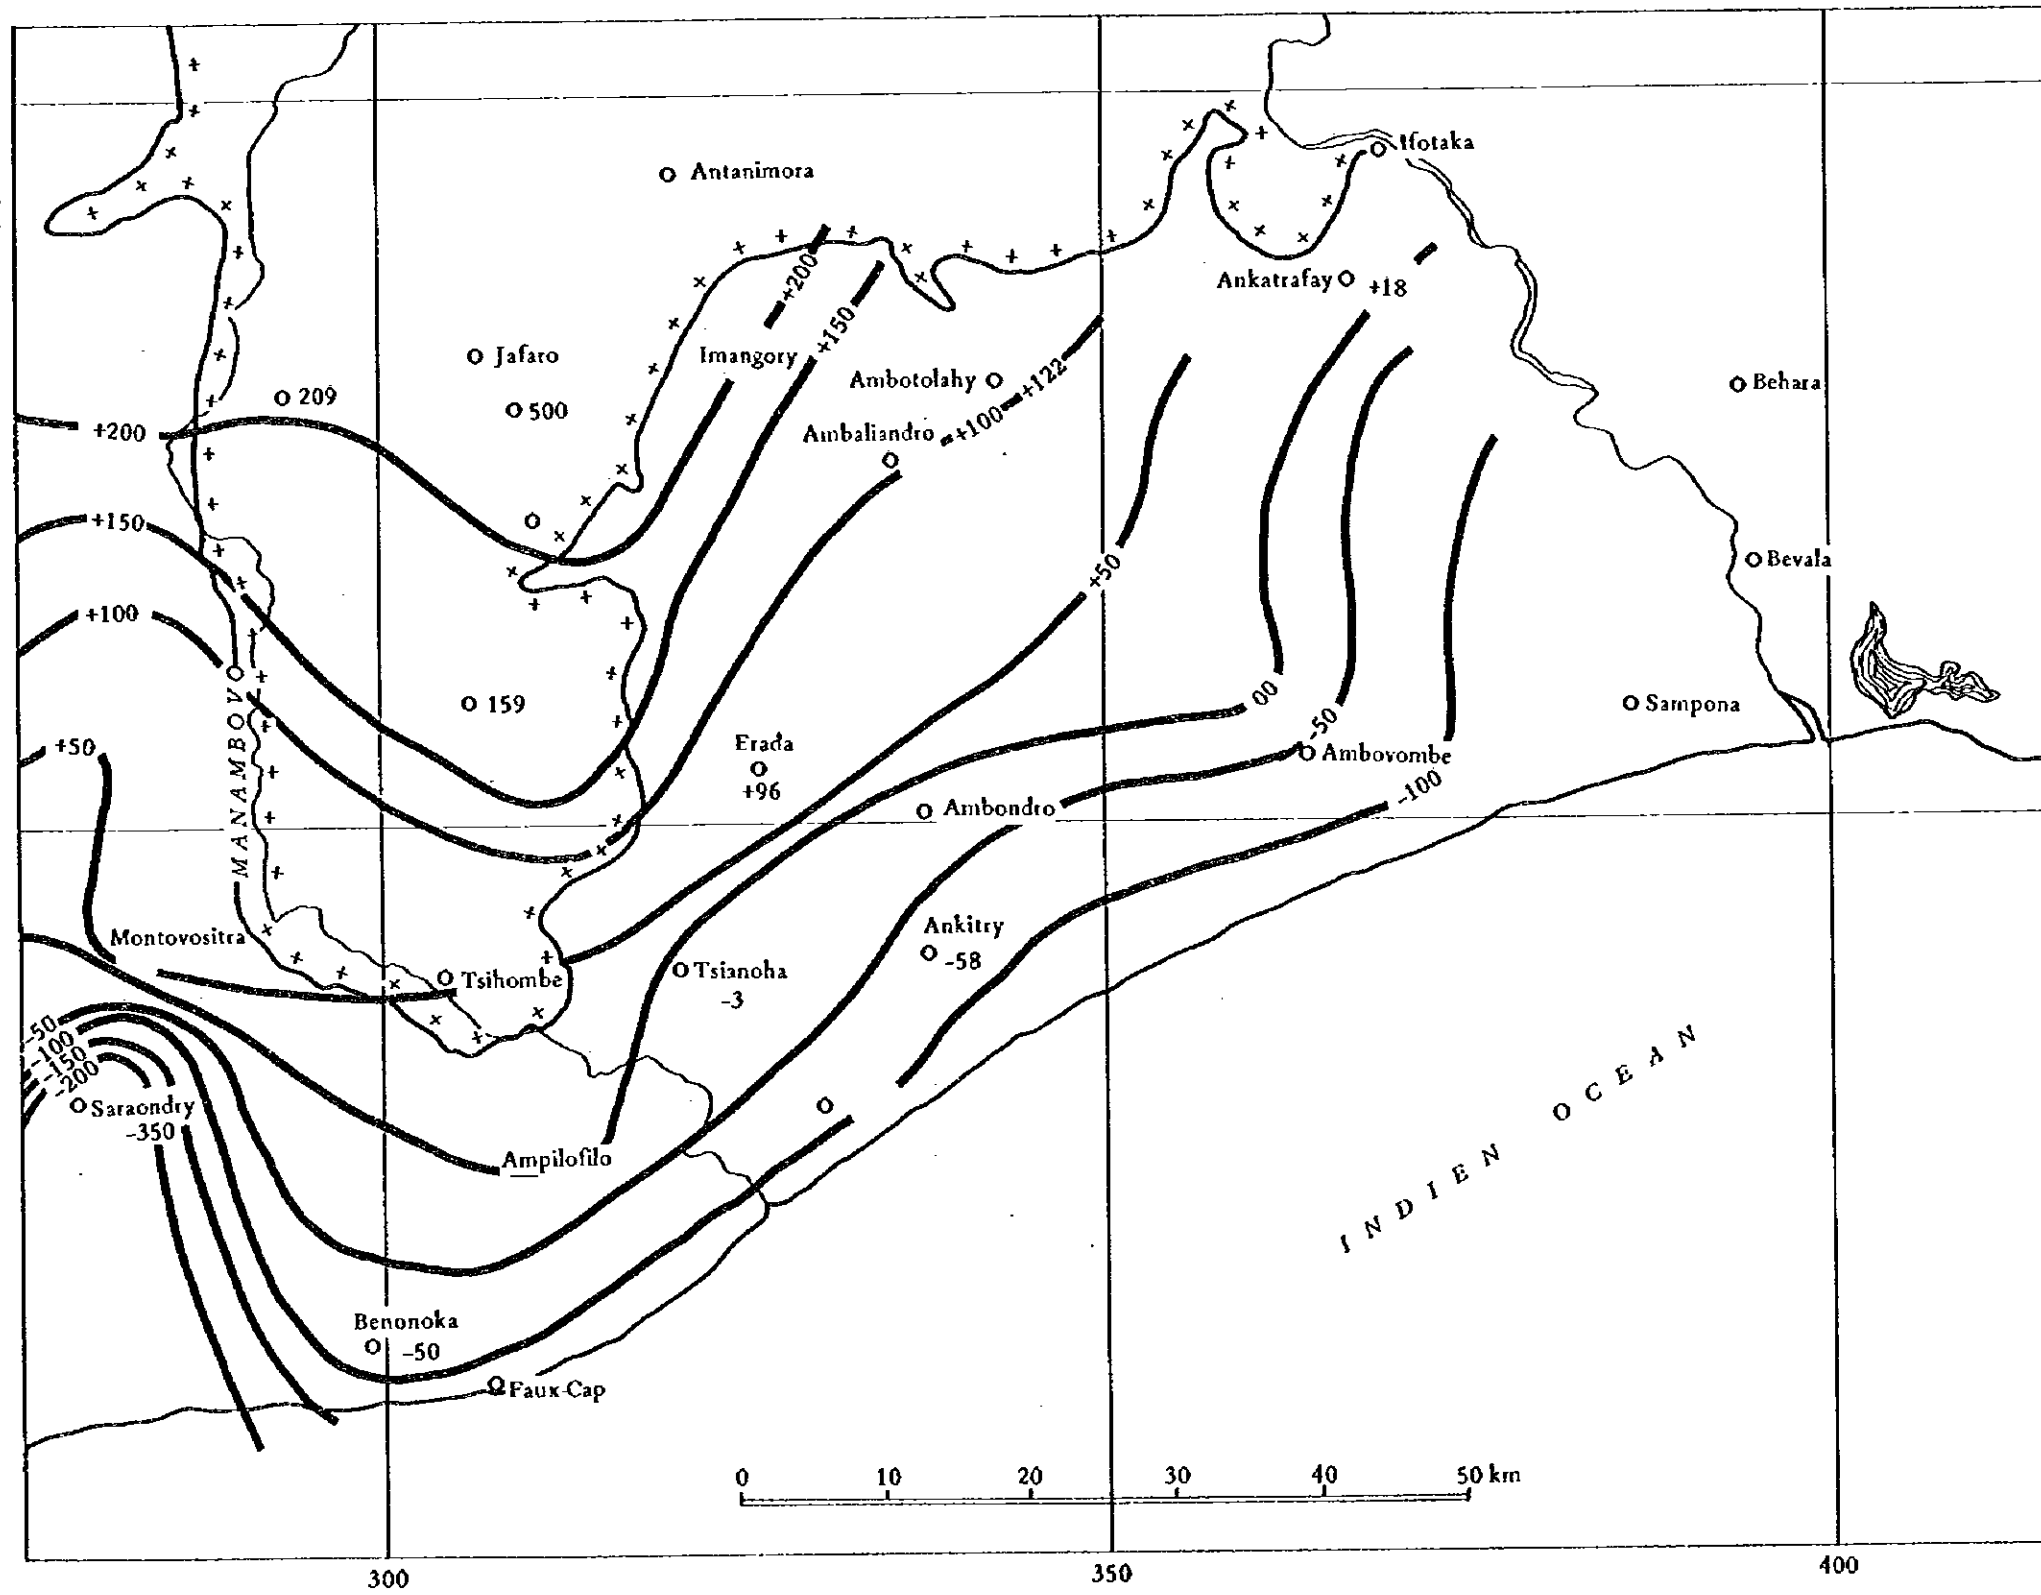 Ifotaka
Antanimora
+200
Ankatrafay
+18
+150
Jafaro
Imangory
Ambotolahy
+122
Behara
209
500
+100
+200
Ambaliandro
+150
+50
Bevala
+100
MANAMBOVO
159
00
Sampona
+50
-50
Erada
+96
Ambovombe
-100
Ambondro
Ankitry
-58
Montovositra
Tsihombe
Tsianoha
-3
-50
-100
-150
-200
Saraondry
-350
Ampilofilo
INDIEN OCEAN
Benonoka
-50
Faux-Cap
0 10 20 30 40 50 km
300 350 400